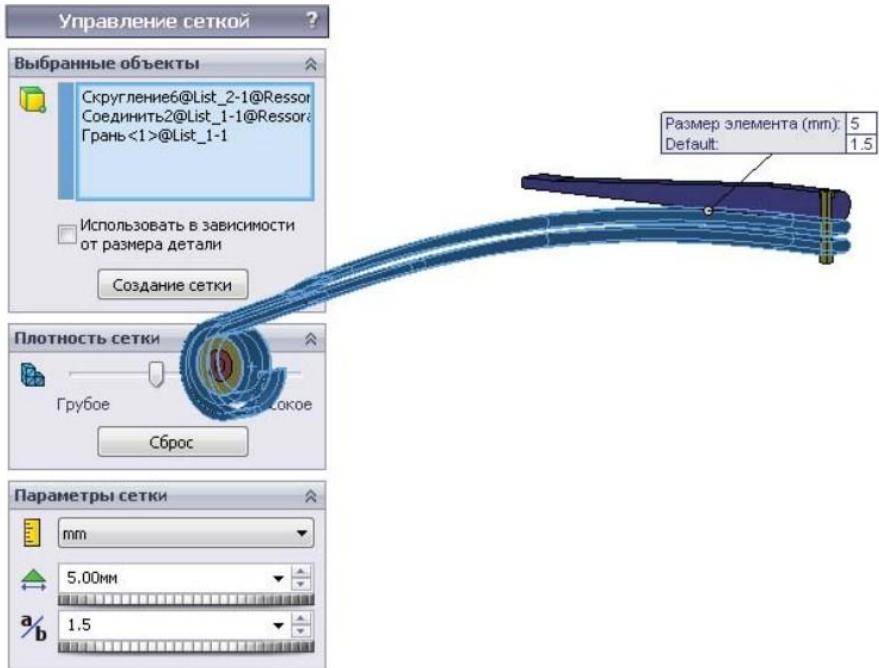 Управление сеткой ?
Выбранные объекты
Скругление6@List_2-1@Ressor
Соединить2@List_1-1@Ressora
Грань<1>@List_1-1
Использовать в зависимости
от размера детали
Создание сетки
Размер элемента (mm): 5
Default: 1.5
Плотность сетки
Грубое
Сброс
Параметры сетки
mm
5.00мм
a/b 1.5